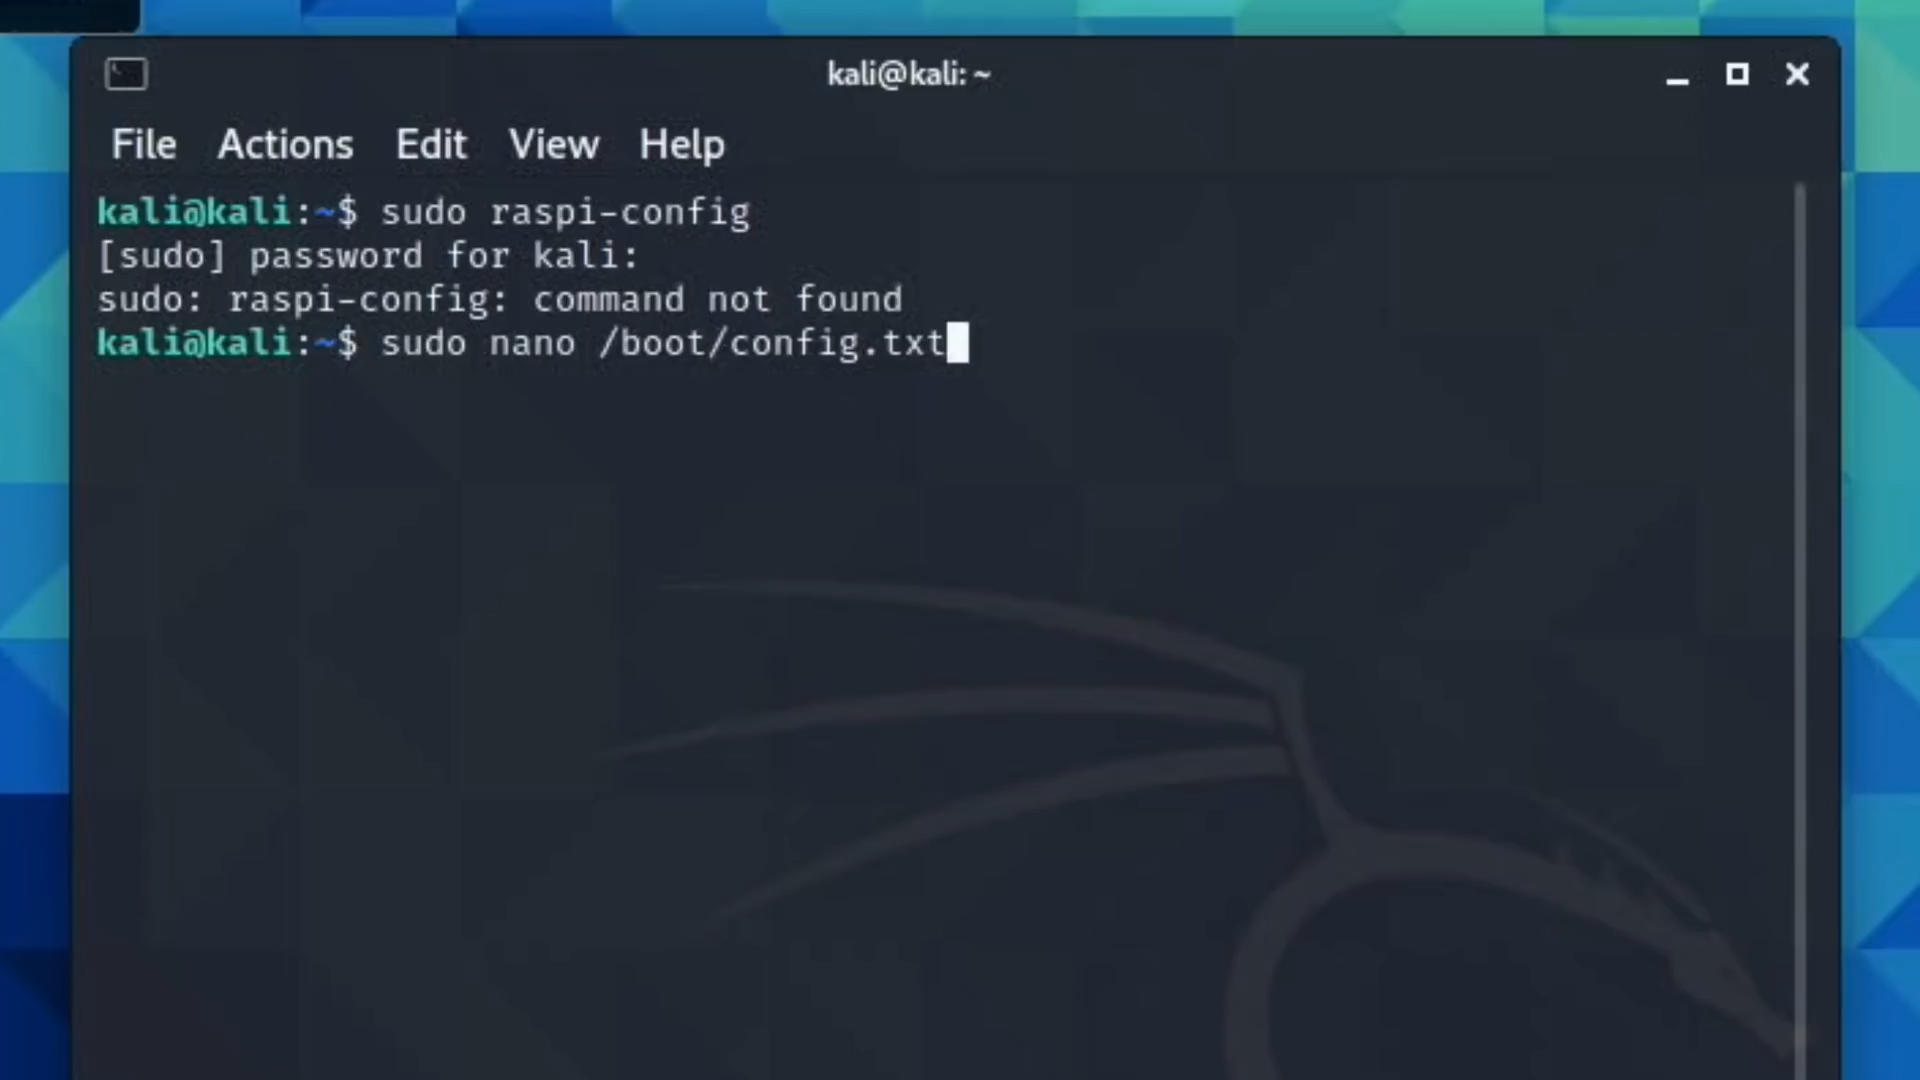 kali@kali: ~
File Actions Edit View Help
kali@kali:~$ sudo raspi-config
[sudo] password for kali:
sudo: raspi-config: command not found
kali@kali:~$ sudo nano /boot/config.txt